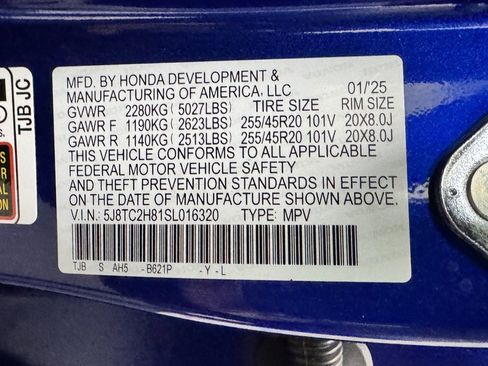 MFD. BY HONDA DEVELOPMENT &
MANUFACTURING OF AMERICA, LLC 01/'25
GVWR 2280KG (5027LBS) TIRE SIZE RIM SIZE
GAWR F 1190KG (2623LBS) 255/45R20 101V 20X8.0J
GAWR R 1140KG (2513LBS) 255/45R20 101V 20X8.0J
THIS VEHICLE CONFORMS TO ALL APPLICABLE
FEDERAL MOTOR VEHICLE SAFETY
AND THEFT PREVENTION STANDARDS IN EFFECT
ON THE DATE OF MANUFACTURE SHOWN ABOVE.
V.I.N.: 5J8TC2H81SL016320 TYPE: MPV
TJB S AH5 -B621P -Y-L
TJB JC